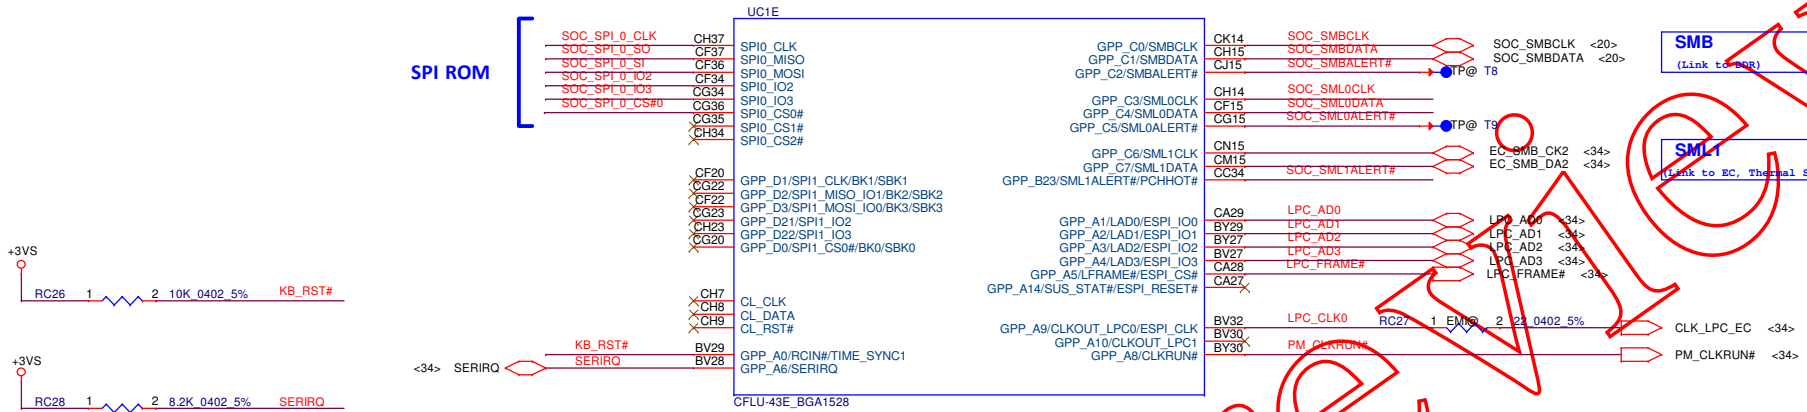 UC1E
SPI ROM
SOC_SPI_0_CLK CH37 SPI0_CLK
SOC_SPI_0_SO CF37 SPI0_MISO
SOC_SPI_0_SI CF36 SPI0_MOSI
SOC_SPI_0_IO2 CF34 SPI0_IO2
SOC_SPI_0_IO3 CG34 SPI0_IO3
SOC_SPI_0_CS#0 CG36 SPI0_CS0#
CG35 SPI0_CS1#
CH34 SPI0_CS2#
CF20 GPP_D1/SPI1_CLK/BK1/SBK1
CG22 GPP_D2/SPI1_MISO_IO1/BK2/SBK2
CF22 GPP_D3/SPI1_MOSI_IO0/BK3/SBK3
CG23 GPP_D21/SPI1_IO2
CH23 GPP_D22/SPI1_IO3
CG20 GPP_D0/SPI1_CS0#/BK0/SBK0
CH7 CL_CLK
CH8 CL_DATA
CH9 CL_RST#
KB_RST# BV29 GPP_A0/RCIN#/TIME_SYNC1
<34> SERIRQ SERIRQ BV28 GPP_A6/SERIRQ
CFLU-43E_BGA1528
+3VS
RC26 1 2 10K_0402_5% KB_RST#
+3VS
RC28 1 2 8.2K_0402_5% SERIRQ
GPP_C0/SMBCLK CK14 SOC_SMBCLK SOC_SMBCLK <20>
GPP_C1/SMBDATA CH15 SOC_SMBDATA SOC_SMBDATA <20>
GPP_C2/SMBALERT# CJ15 SOC_SMBALERT# TP@ T8
GPP_C3/SML0CLK CH14 SOC_SML0CLK
GPP_C4/SML0DATA CF15 SOC_SML0DATA
GPP_C5/SML0ALERT# CG15 SOC_SML0ALERT# TP@ T9
GPP_C6/SML1CLK CN15 EC_SMB_CK2 <34>
GPP_C7/SML1DATA CM15 EC_SMB_DA2 <34>
GPP_B23/SML1ALERT#/PCHHOT# CC34 SOC_SML1ALERT#
GPP_A1/LAD0/ESPI_IO0 CA29 LPC_AD0 LPC_AD0 <34>
GPP_A2/LAD1/ESPI_IO1 BY29 LPC_AD1 LPC_AD1 <34>
GPP_A3/LAD2/ESPI_IO2 BY27 LPC_AD2 LPC_AD2 <34>
GPP_A4/LAD3/ESPI_IO3 BV27 LPC_AD3 LPC_AD3 <34>
GPP_A5/LFRAME#/ESPI_CS# CA28 LPC_FRAME# LPC_FRAME# <34>
GPP_A14/SUS_STAT#/ESPI_RESET# CA27
GPP_A9/CLKOUT_LPC0/ESPI_CLK BV32 LPC_CLK0 RC27 1 EMI@ 2 22_0402_5% CLK_LPC_EC <34>
GPP_A10/CLKOUT_LPC1 BV30
GPP_A8/CLKRUN# BY30 PM_CLKRUN# PM_CLKRUN# <34>
SMB
(Link to DDR)
SML1
(Link to EC, Thermal S